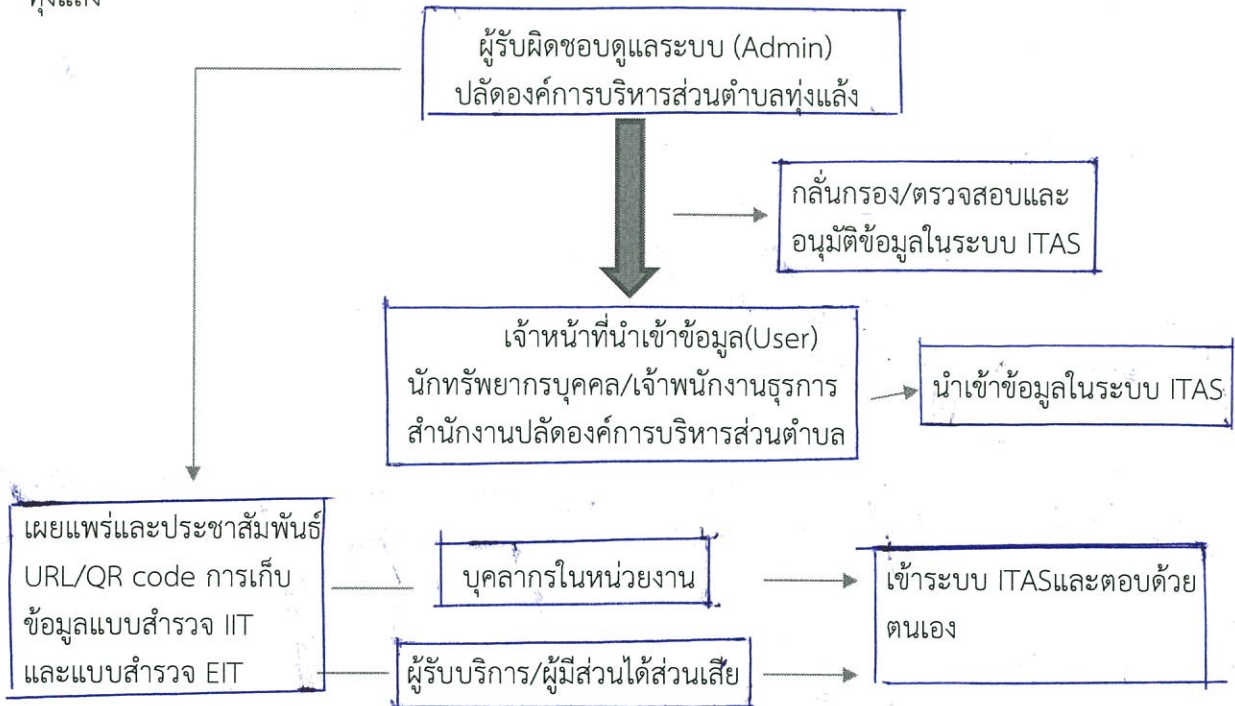 ทุ่งแล้ง
ผู้รับผิดชอบดูแลระบบ (Admin)
ปลัดองค์การบริหารส่วนตำบลทุ่งแล้ง
กลั่นกรอง/ตรวจสอบและ
อนุมัติข้อมูลในระบบ ITAS
เจ้าหน้าที่นำเข้าข้อมูล(User)
นักทรัพยากรบุคคล/เจ้าพนักงานธุรการ
สำนักงานปลัดองค์การบริหารส่วนตำบล
นำเข้าข้อมูลในระบบ ITAS
เผยแพร่และประชาสัมพันธ์
URL/QR code การเก็บ
ข้อมูลแบบสำรวจ IIT
และแบบสำรวจ EIT
บุคลากรในหน่วยงาน
ผู้รับบริการ/ผู้มีส่วนได้ส่วนเสีย
เข้าระบบ ITASและตอบด้วย
ตนเอง